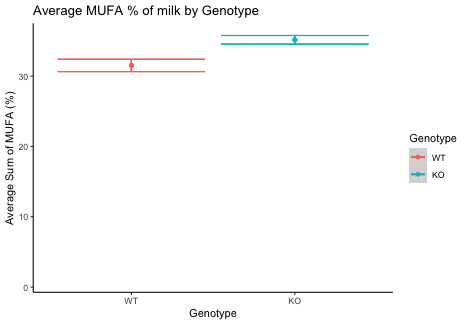 Average MUFA % of milk by Genotype
Average Sum of MUFA (%)
30
20
10
0
WT
KO
Genotype
Genotype
WT
KO